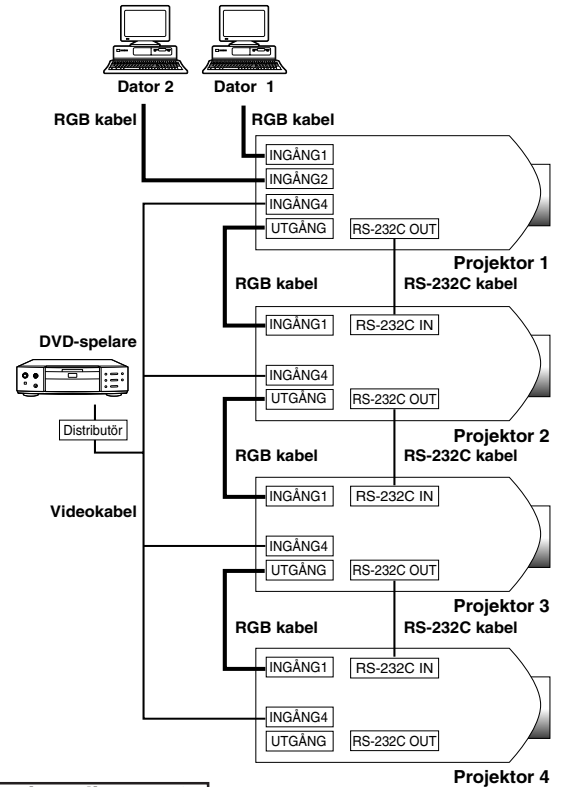 Dator 2 Dator 1
RGB kabel RGB kabel
INGÅNG1
INGÅNG2
INGÅNG4
UTGÅNG RS-232C OUT
Projektor 1
RGB kabel RS-232C kabel
INGÅNG1 RS-232C IN
DVD-spelare
INGÅNG4
UTGÅNG RS-232C OUT
Distributör
Projektor 2
RGB kabel RS-232C kabel
INGÅNG1 RS-232C IN
Videokabel
INGÅNG4
UTGÅNG RS-232C OUT
Projektor 3
RGB kabel RS-232C kabel
INGÅNG1 RS-232C IN
INGÅNG4
UTGÅNG RS-232C OUT
Projektor 4